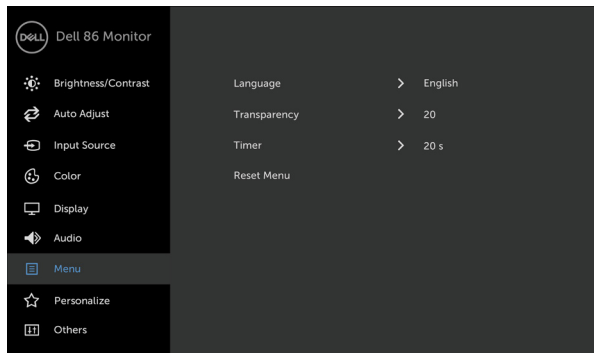 DELL Dell 86 Monitor
Brightness/Contrast
Auto Adjust
Input Source
Color
Display
Audio
Menu
Personalize
Others
Language > English
Transparency > 20
Timer > 20 s
Reset Menu